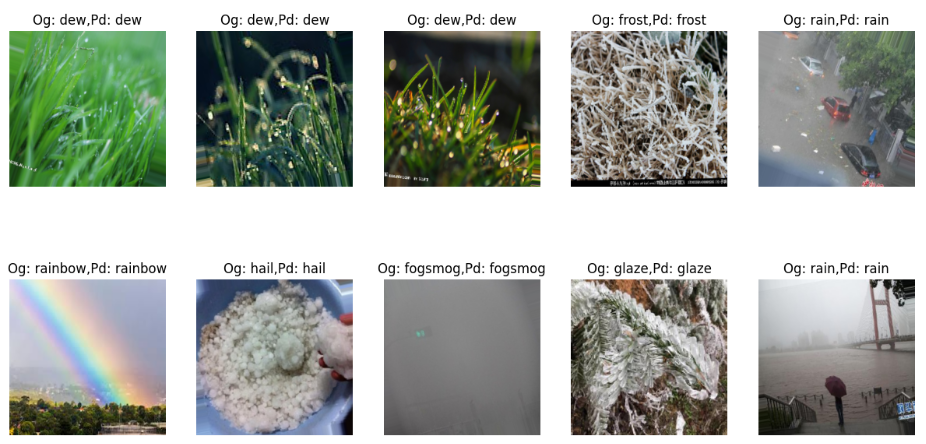 Og: dew,Pd: dew
Og: dew,Pd: dew
Og: dew,Pd: dew
Og: frost,Pd: frost
Og: rain,Pd: rain
Og: rainbow,Pd: rainbow
Og: hail,Pd: hail
Og: fogsmog,Pd: fogsmog
Og: glaze,Pd: glaze
Og: rain,Pd: rain